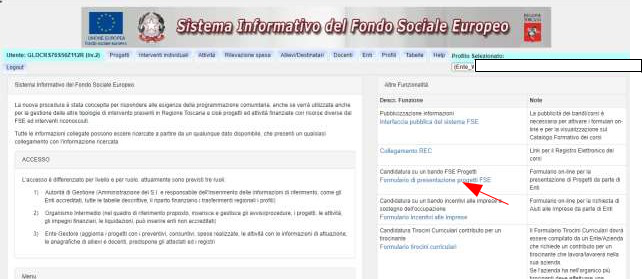 Sistema Informativo del Fondo Sociale Europeo
Progetti Interventi individuali Attività Rilevazione spesa Allievi/Destinatari Docenti Enti Profili Tabelle Help Profilo Selezionato:
Logout
Sistema Informativo del Fondo Sociale Europeo
La nuova procedura è stata concepita per rispondere alle esigenze della programmazione comunitaria, anche se verrà utilizzata anche
per la gestione delle altre tipologie di interventi presenti in Regione Toscana e cioè progetti ed attività finanziate con risorse diverse dal
FSE ed interventi riconosciuti
Tutte le informazioni collegate possono essere ricercate a partire da un qualunque dato disponibile, che presenti un qualsiasi
collegamento con l'informazione ricercata
ACCESSO
L'accesso è differenziato per livello e per ruolo, attualmente sono previsti tre ruoli:
1) Autorità di Gestione (Amministrazione del S.I. e responsabile dell'inserimento delle informazioni di riferimento, come gli
Enti accreditati, tutte le tabelle descrittive, il riparto finanziario i trasferimenti regionali i profili)
2) Organismo Intermedio (nel quadro di riferimento proposto, inserisce e gestisce gli avvisi/procedure, i progetti, le attività,
gli impegni finanziari, le liquidazioni, può inserire enti non accreditati)
3) Ente Gestore (aggiorna i progetti con i preventivi, consuntivi, spese realizzate, le attività con le informazioni di attuazione,
le anagrafiche di allievi e docenti, predispone gli attestati ed i registri)
Menu
Altre Funzionalità
Descr. Funzione Note
Pubblicizzazione informazioni
Interfaccia pubblica del sistema FSE
La pubblicità dei bandi/corsi è
necessaria per attivare i formulari on-
line e per la visualizzazione sul
Catalogo Formativo dei corsi
Collegamento REC
Link per il Registro Elettronico dei
corsi
Candidatura su un bando FSE/Progetti
Formulario di presentazione progetti FSE
Formulario on-line per la
presentazione di Progetti da parte di
Enti
Candidatura su un bando incentivi alle imprese a
sostegno dell'occupazione
Formulario incentivi alle imprese
Formulario on-line per la richiesta di
Aiuti alle imprese da parte di Enti
Candidatura Tirocini Curriculari contributo per un
tirocinante
Formulario tirocini curriculari
Il Formulario Tirocini Curriculari dovrà
essere compilato da un Ente/Azienda
che richiede un contributo per un
tirocinante che lavora/lavorerà nella
sua azienda.
Se l'azienda ha nell'organico più